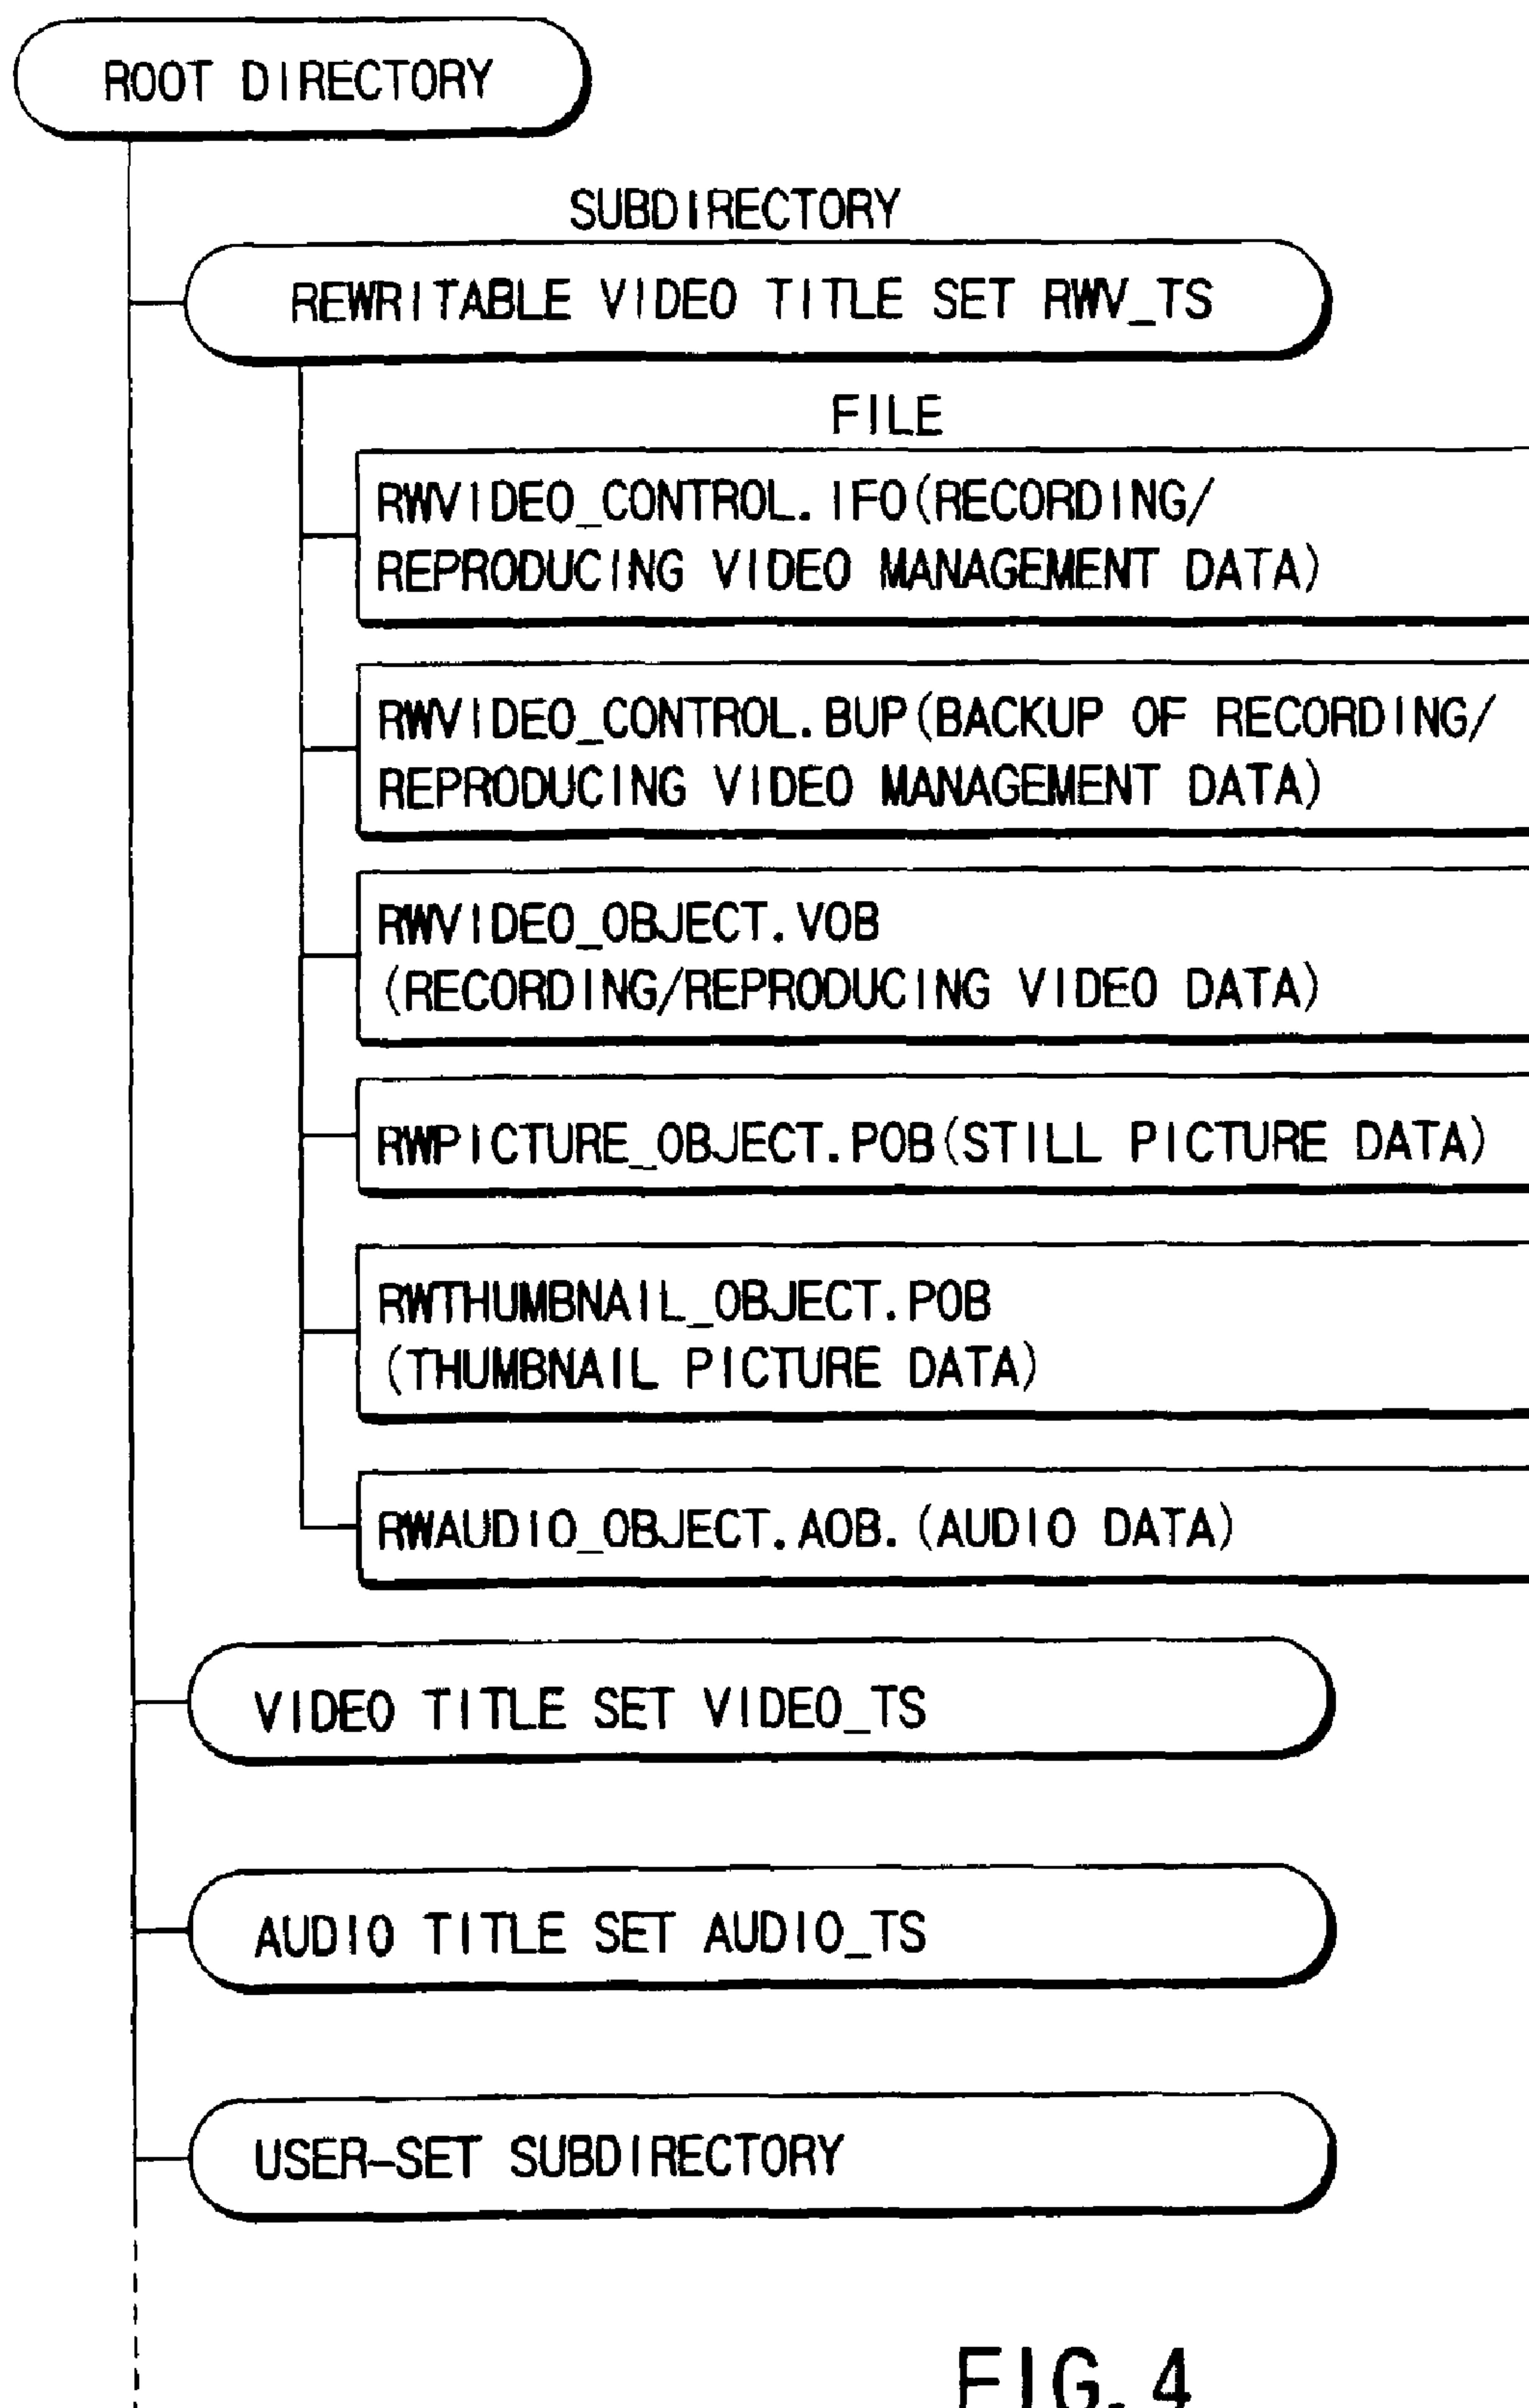 ROOT DIRECTORY
SUBDIRECTORY
REWRITABLE VIDEO TITLE SET RWV_TS
FILE
RWVIDEO_CONTROL.IFO(RECORDING/
REPRODUCING VIDEO MANAGEMENT DATA)
RWVIDEO_CONTROL.BUP(BACKUP OF RECORDING/
REPRODUCING VIDEO MANAGEMENT DATA)
RWVIDEO_OBJECT.VOB
(RECORDING/REPRODUCING VIDEO DATA)
RWPICTURE_OBJECT.POB(STILL PICTURE DATA)
RWTHUMBNAIL_OBJECT.POB
(THUMBNAIL PICTURE DATA)
RWAUDIO_OBJECT.AOB.(AUDIO DATA)
VIDEO TITLE SET VIDEO_TS
AUDIO TITLE SET AUDIO_TS
USER-SET SUBDIRECTORY
FIG.4